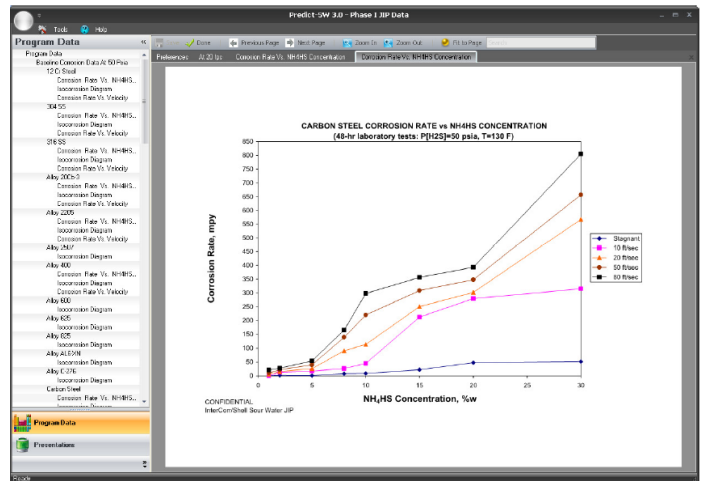 Predict-SW 3.0 - Phase I JIP Data
Tools Help
Program Data
Done Previous Page Next Page Zoom In Zoom Out Fit to Page
Preferences At 20 fps Corrosion Rate Vs. NH4HS Concentration Corrosion Rate Vs. NH4HS Concentration
Program Data
Baseline Corrosion Data At 50 Psia
12 Cr Steel
Corrosion Rate Vs. NH4HS..
Isocorrosion Diagram
Corrosion Rate Vs. Velocity
304 SS
Corrosion Rate Vs. NH4HS..
Isocorrosion Diagram
Corrosion Rate Vs. Velocity
316 SS
Corrosion Rate Vs. NH4HS..
Isocorrosion Diagram
Corrosion Rate Vs. Velocity
Alloy 20Cb-3
Corrosion Rate Vs. NH4HS..
Isocorrosion Diagram
Corrosion Rate Vs. Velocity
Alloy 2205
Corrosion Rate Vs. NH4HS..
Isocorrosion Diagram
Corrosion Rate Vs. Velocity
Alloy 2507
Isocorrosion Diagram
Alloy 400
Corrosion Rate Vs. NH4HS..
Isocorrosion Diagram
Corrosion Rate Vs. Velocity
Alloy 600
Isocorrosion Diagram
Alloy 625
Isocorrosion Diagram
Alloy 825
Isocorrosion Diagram
Alloy AL6XN
Isocorrosion Diagram
Alloy C-276
Isocorrosion Diagram
Carbon Steel
Corrosion Rate Vs. NH4HS..
Isocorrosion Diagram
Program Data
Presentations
Ready
CARBON STEEL CORROSION RATE vs NH4HS CONCENTRATION
(48-hr laboratory tests: P[H2S]=50 psia, T=130 F)
Corrosion Rate, mpy
850
800
750
700
650
600
550
500
450
400
350
300
250
200
150
100
50
0
0 5 10 15 20 25 30
NH₄HS Concentration, %w
Stagnant
10 ft/sec
20 ft/sec
50 ft/sec
80 ft/sec
CONFIDENTIAL
InterCorr/Shell Sour Water JIP